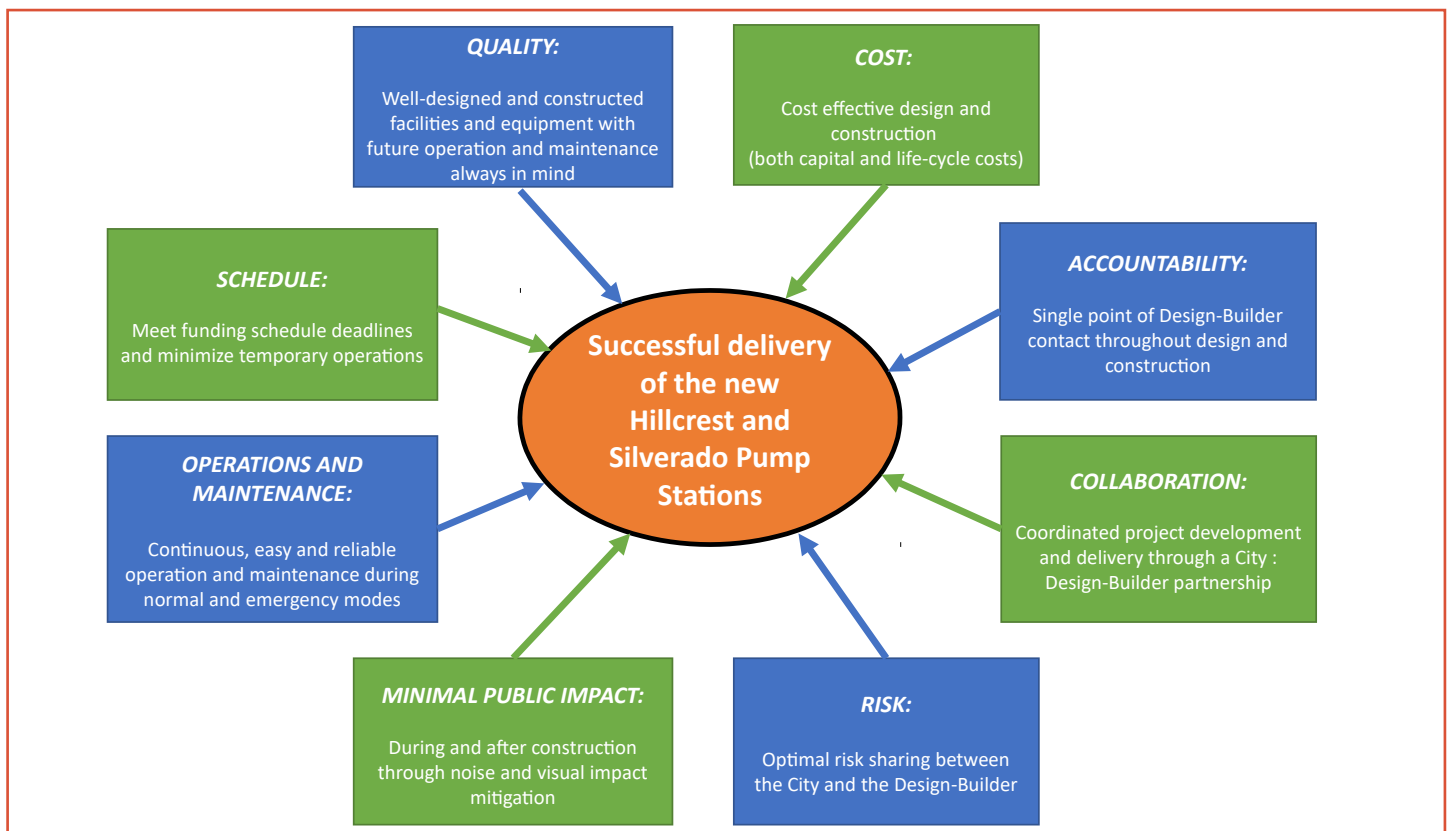 QUALITY:
Well-designed and constructed
facilities and equipment with
future operation and maintenance
always in mind
COST:
Cost effective design and
construction
(both capital and life-cycle costs)
SCHEDULE:
Meet funding schedule deadlines
and minimize temporary operations
ACCOUNTABILITY:
Single point of Design-Builder
contact throughout design and
construction
Successful delivery
of the new
Hillcrest and
Silverado Pump
Stations
OPERATIONS AND
MAINTENANCE:
Continuous, easy and reliable
operation and maintenance during
normal and emergency modes
COLLABORATION:
Coordinated project development
and delivery through a City :
Design-Builder partnership
MINIMAL PUBLIC IMPACT:
During and after construction
through noise and visual impact
mitigation
RISK:
Optimal risk sharing between
the City and the Design-Builder